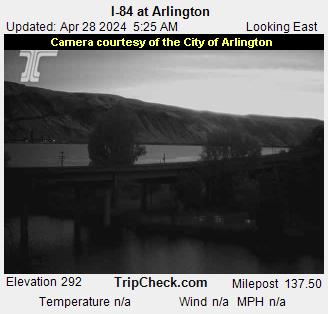 I-84 at Arlington
Updated: Apr 28 2024 5:25 AM Looking East
Camera courtesy of the City of Arlington
Elevation 292 TripCheck.com Milepost 137.50
Temperature n/a Wind n/a MPH n/a